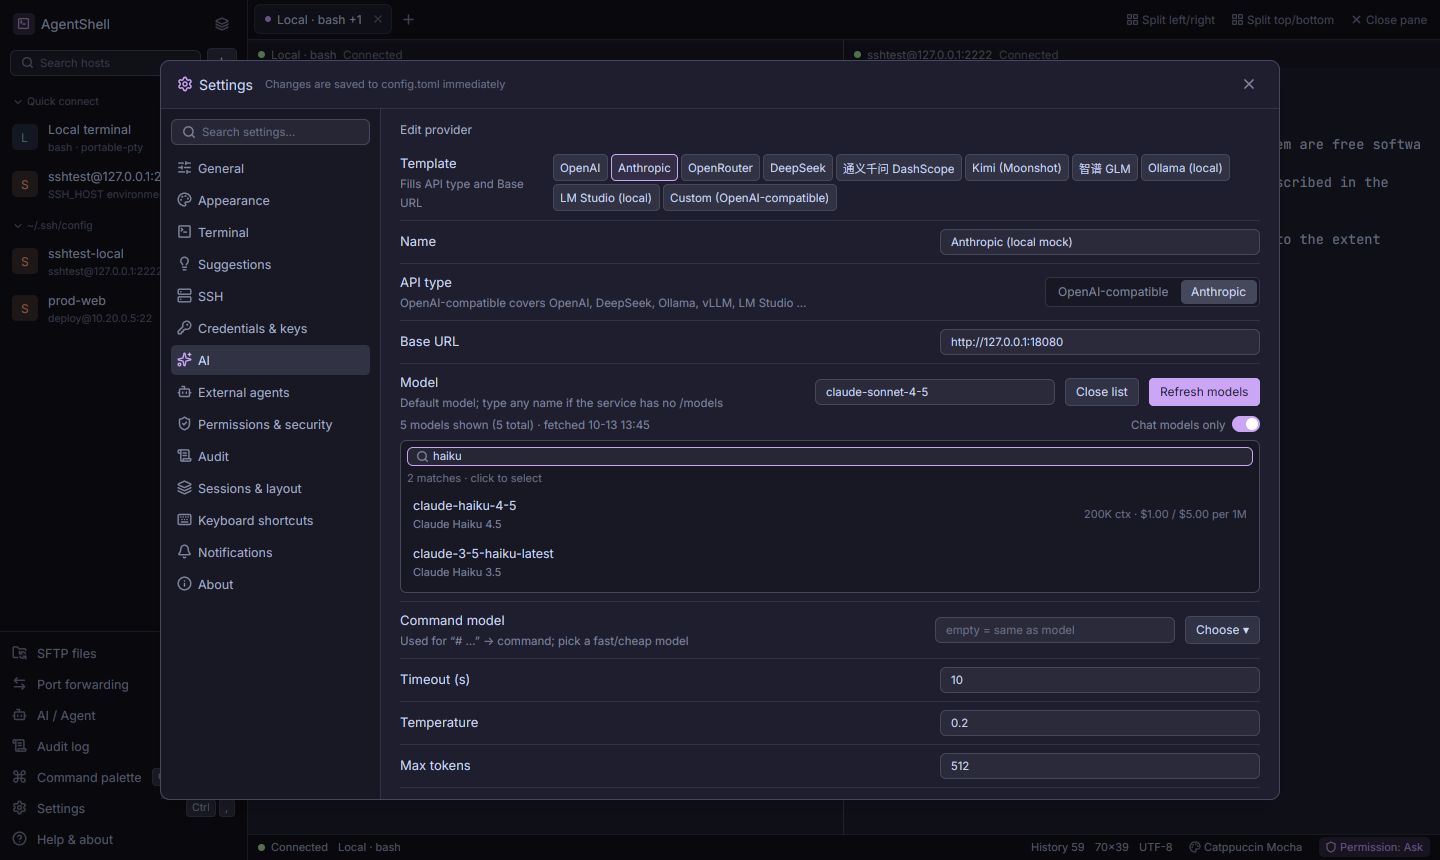 AgentShell
Local · bash +1
Split left/right
Split top/bottom
Close pane
Search hosts
Local · bash Connected
sshtest@127.0.0.1:2222 Connected
Quick connect
L
Local terminal
bash · portable-pty
S
sshtest@127.0.0.1:2
SSH_HOST environme
~/.ssh/config
S
sshtest-local
sshtest@127.0.0.1:2222
S
prod-web
deploy@10.20.0.5:22
SFTP files
Port forwarding
AI / Agent
Audit log
Command palette
Settings Ctrl ,
Help & about
Settings Changes are saved to config.toml immediately
Search settings...
General
Appearance
Terminal
Suggestions
SSH
Credentials & keys
AI
External agents
Permissions & security
Audit
Sessions & layout
Keyboard shortcuts
Notifications
About
Edit provider
Template
Fills API type and Base
URL
OpenAI Anthropic OpenRouter DeepSeek 通义千问 DashScope Kimi (Moonshot) 智谱 GLM Ollama (local)
LM Studio (local) Custom (OpenAI-compatible)
Name
Anthropic (local mock)
API type
OpenAI-compatible covers OpenAI, DeepSeek, Ollama, vLLM, LM Studio ...
OpenAI-compatible Anthropic
Base URL
http://127.0.0.1:18080
Model
Default model; type any name if the service has no /models
claude-sonnet-4-5
Close list
Refresh models
5 models shown (5 total) · fetched 10-13 13:45
Chat models only
haiku
2 matches · click to select
claude-haiku-4-5
Claude Haiku 4.5
200K ctx · $1.00 / $5.00 per 1M
claude-3-5-haiku-latest
Claude Haiku 3.5
Command model
Used for “# …” → command; pick a fast/cheap model
empty = same as model
Choose ▾
Timeout (s)
10
Temperature
0.2
Max tokens
512
em are free softwa
scribed in the
to the extent
Connected Local · bash
History 59 70×39 UTF-8 Catppuccin Mocha Permission: Ask